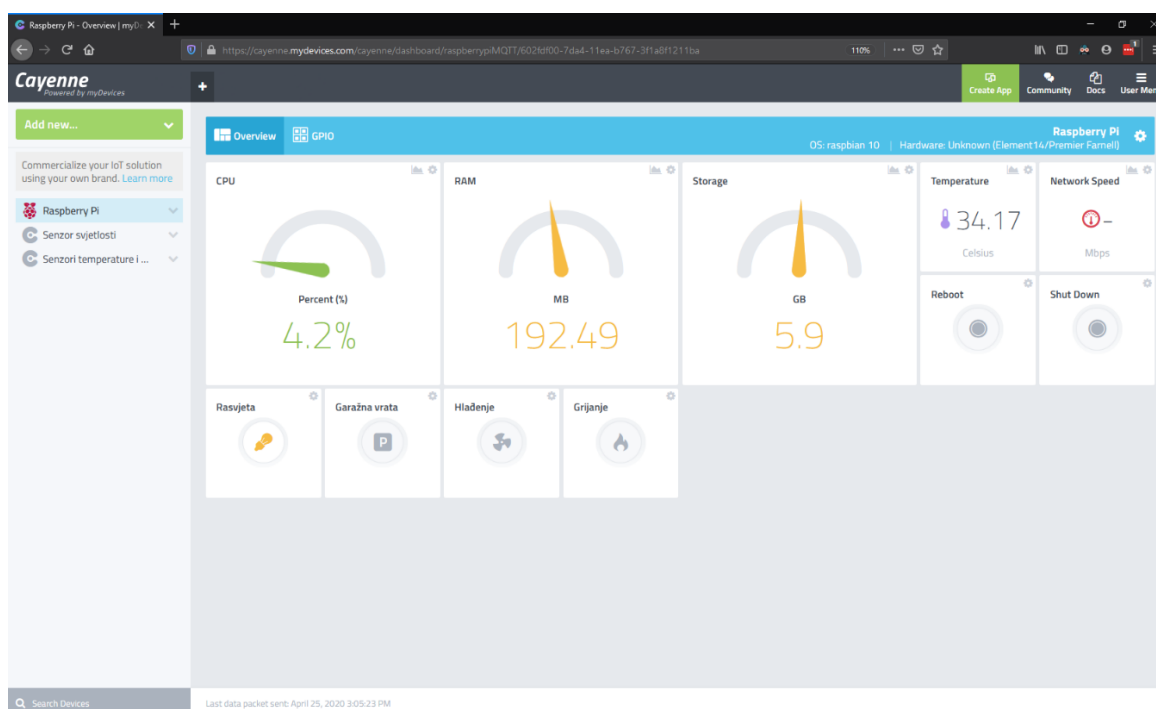 Raspberry Pi - Overview | myD
https://cayenne.mydevices.com/cayenne/dashboard/raspberrypiMQTT/602fdf00-7da4-11ea-b767-3f1a8f1211ba
110%
Cayenne
Powered by myDevices
Create App
Community
Docs
User Men
Add new...
Commercialize your IoT solution
using your own brand. Learn more
Raspberry Pi
Senzor svjetlosti
Senzori temperature i ...
Overview
GPIO
Raspberry Pi
OS: raspbian 10 | Hardware: Unknown (Element14/Premier Farnell)
CPU
Percent (%)
4.2%
RAM
MB
192.49
Storage
GB
5.9
Temperature
34.17
Celsius
Network Speed
–
Mbps
Reboot
Shut Down
Rasvjeta
Garažna vrata
P
Hlađenje
Grijanje
Search Devices
Last data packet sent: April 25, 2020 3:05:23 PM